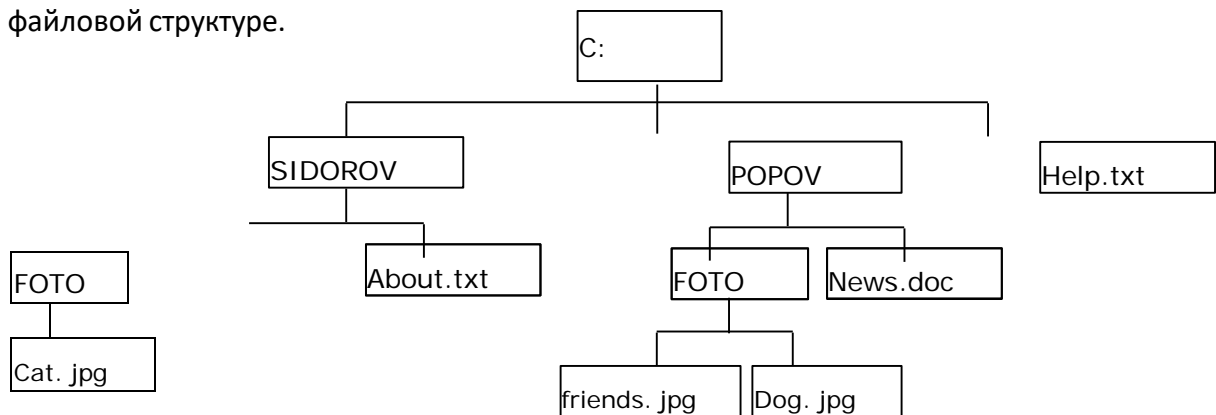 файловой структуре.
C:
SIDOROV
POPOV
Help.txt
FOTO
About.txt
FOTO
News.doc
Cat. jpg
friends. jpg
Dog. jpg